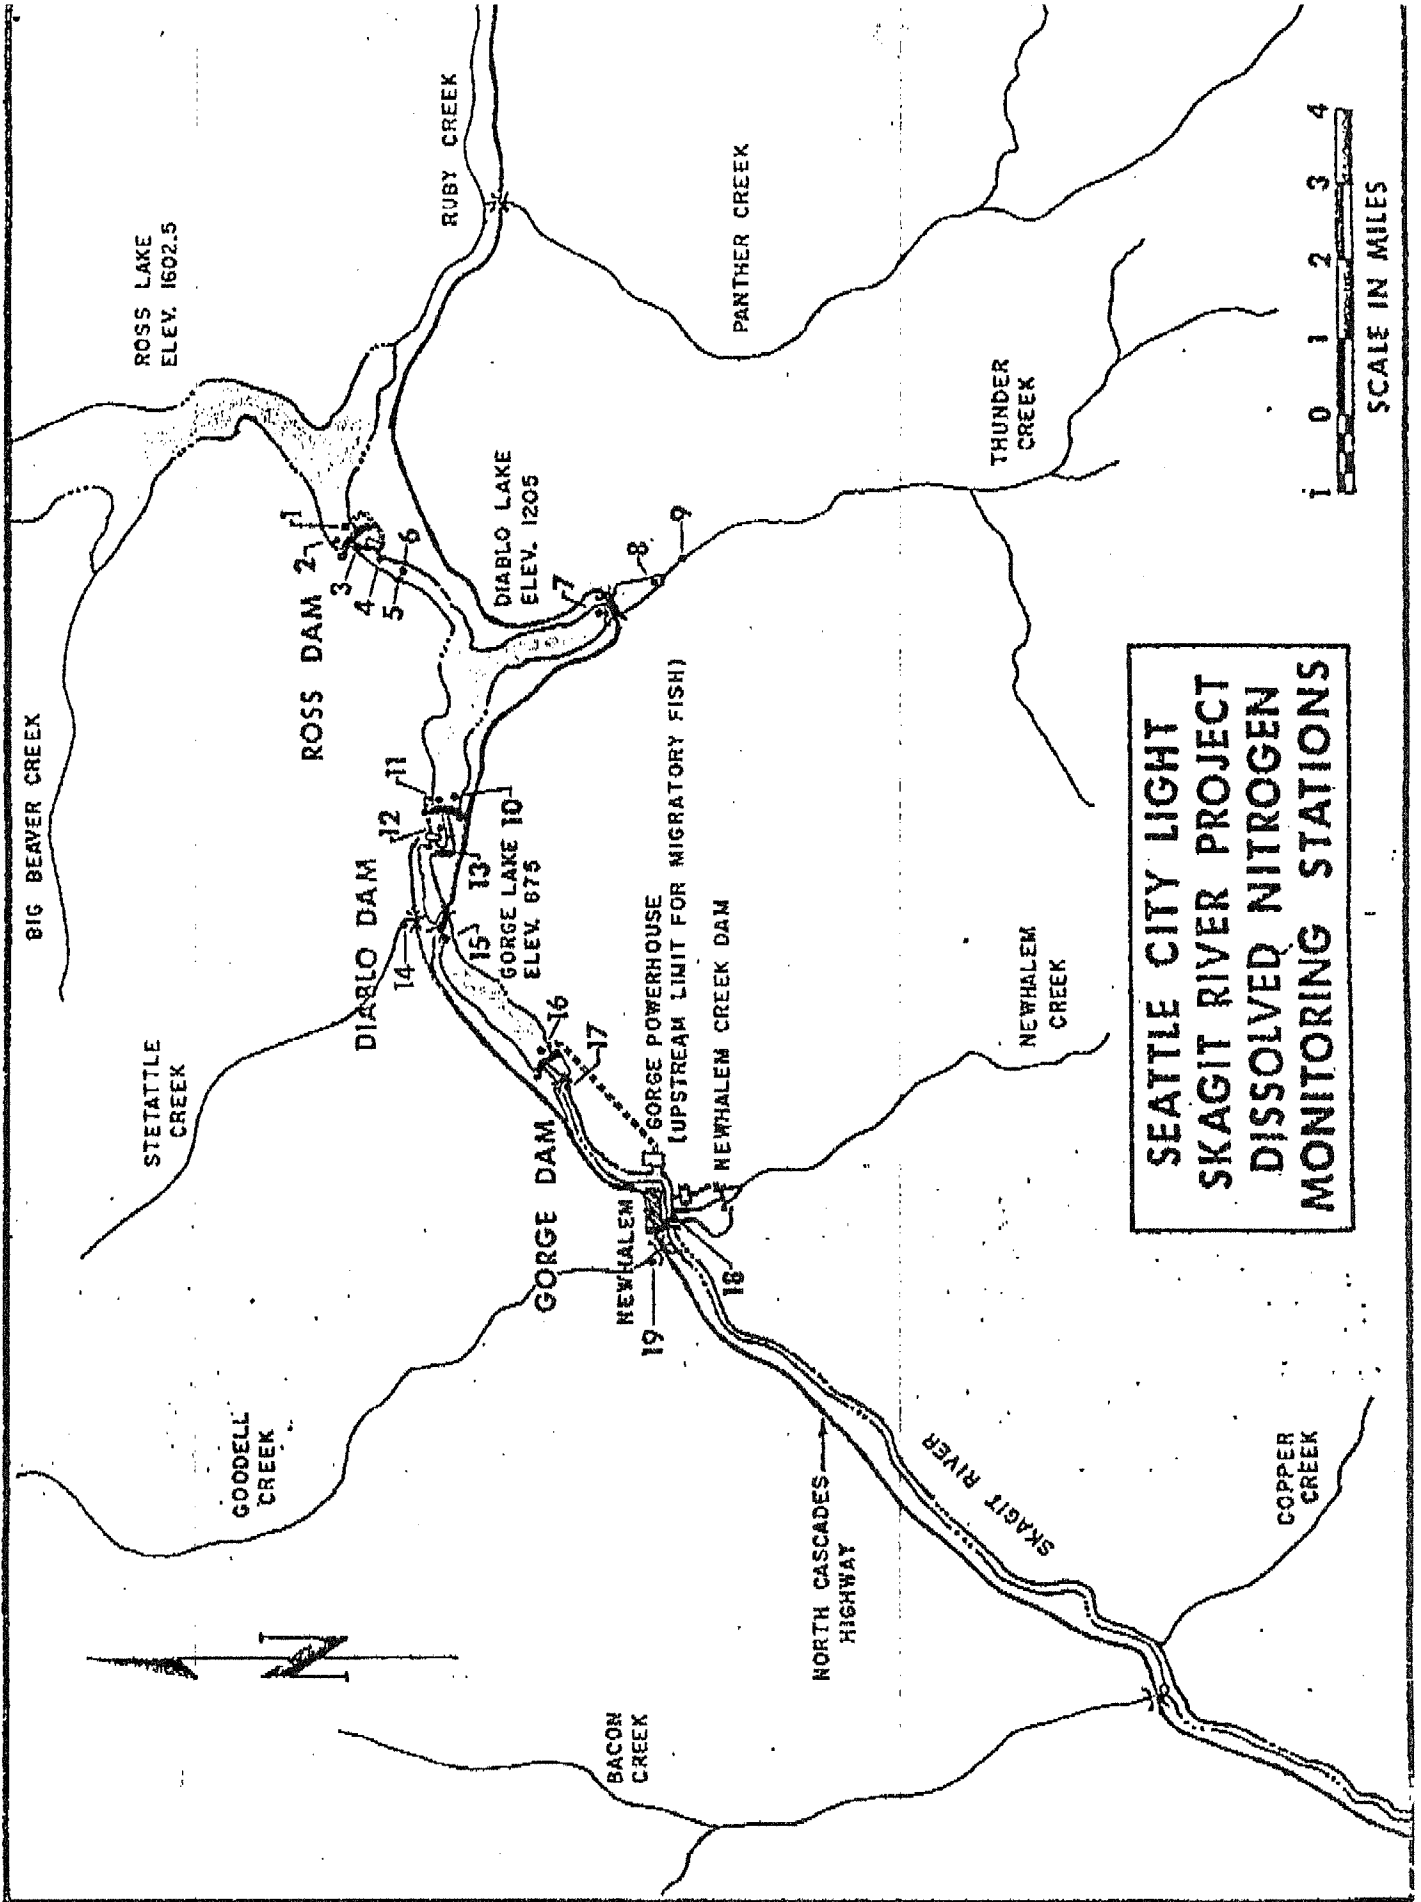 SEATTLE CITY LIGHT
SKAGIT RIVER PROJECT
DISSOLVED NITROGEN
MONITORING STATIONS
BIG BEAVER CREEK
ROSS LAKE
ELEV. 1602.5
RUBY CREEK
PANTHER CREEK
THUNDER
CREEK
ROSS DAM
1
2
3
4
5
6
DIABLO LAKE
ELEV. 1205
7
8
9
DIABLO DAM
10
11
12
13
14
15
GORGE LAKE
ELEV. 875
STETATTLE
CREEK
GORGE DAM
16
17
GORGE POWERHOUSE
(UPSTREAM LIMIT FOR MIGRATORY FISH)
NEWHALEM CREEK DAM
NEWHALEM
18
19
NEWHALEM
CREEK
GOODELL
CREEK
N
NORTH CASCADES
HIGHWAY
SKAGIT RIVER
COPPER
CREEK
BACON
CREEK
1 0 1 2 3 4
SCALE IN MILES